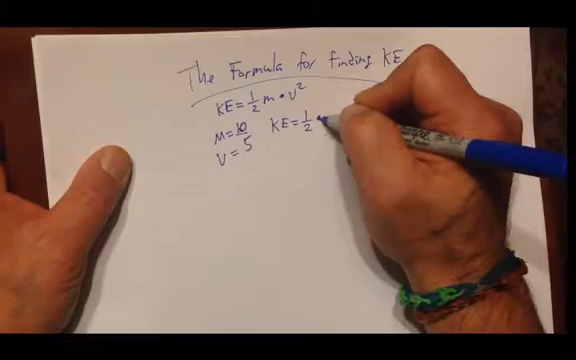 The Formula for finding KE
KE = 1/2 m • v²
M = 10 KE = 1/2 •
V = 5